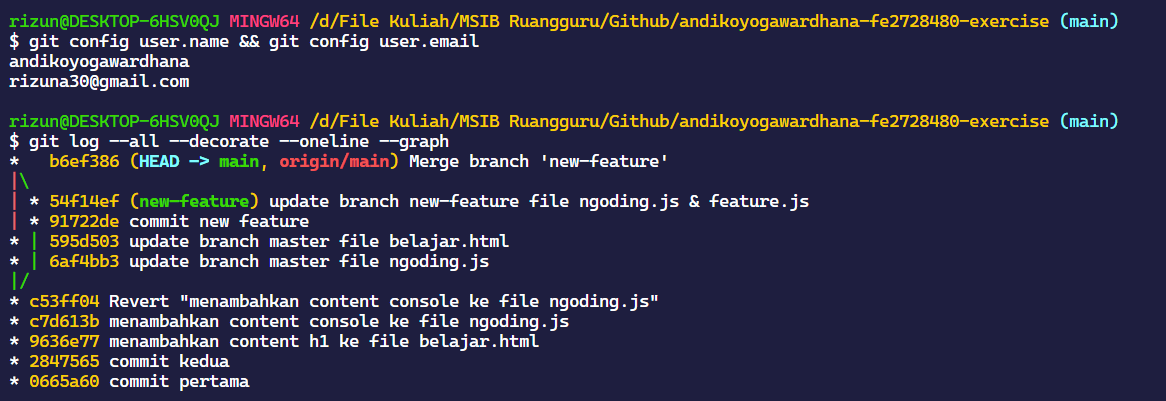 rizun@DESKTOP-6HSV0QJ MINGW64 /d/File Kuliah/MSIB Ruangguru/Github/andikoyogawardhana-fe2728480-exercise (main)
$ git config user.name && git config user.email
andikoyogawardhana
rizuna30@gmail.com
rizun@DESKTOP-6HSV0QJ MINGW64 /d/File Kuliah/MSIB Ruangguru/Github/andikoyogawardhana-fe2728480-exercise (main)
$ git log --all --decorate --oneline --graph
*   b6ef386 (HEAD -> main, origin/main) Merge branch 'new-feature'
|\
| * 54f14ef (new-feature) update branch new-feature file ngoding.js & feature.js
| * 91722de commit new feature
* | 595d503 update branch master file belajar.html
* | 6af4bb3 update branch master file ngoding.js
|/
* c53ff04 Revert "menambahkan content console ke file ngoding.js"
* c7d613b menambahkan content console ke file ngoding.js
* 9636e77 menambahkan content h1 ke file belajar.html
* 2847565 commit kedua
* 0665a60 commit pertama